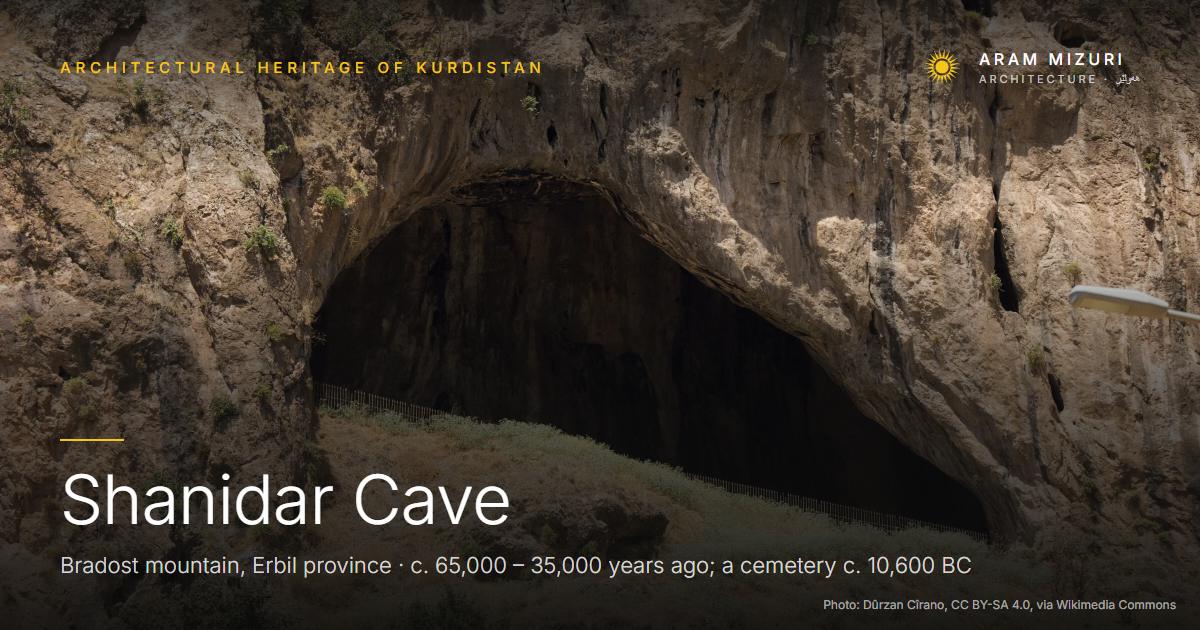 ARCHITECTURAL HERITAGE OF KURDISTAN
ARAM MIZURI
ARCHITECTURE · هەولێر
Shanidar Cave
Bradost mountain, Erbil province · c. 65,000 – 35,000 years ago; a cemetery c. 10,600 BC
Photo: Dûrzan Cîrano, CC BY-SA 4.0, via Wikimedia Commons